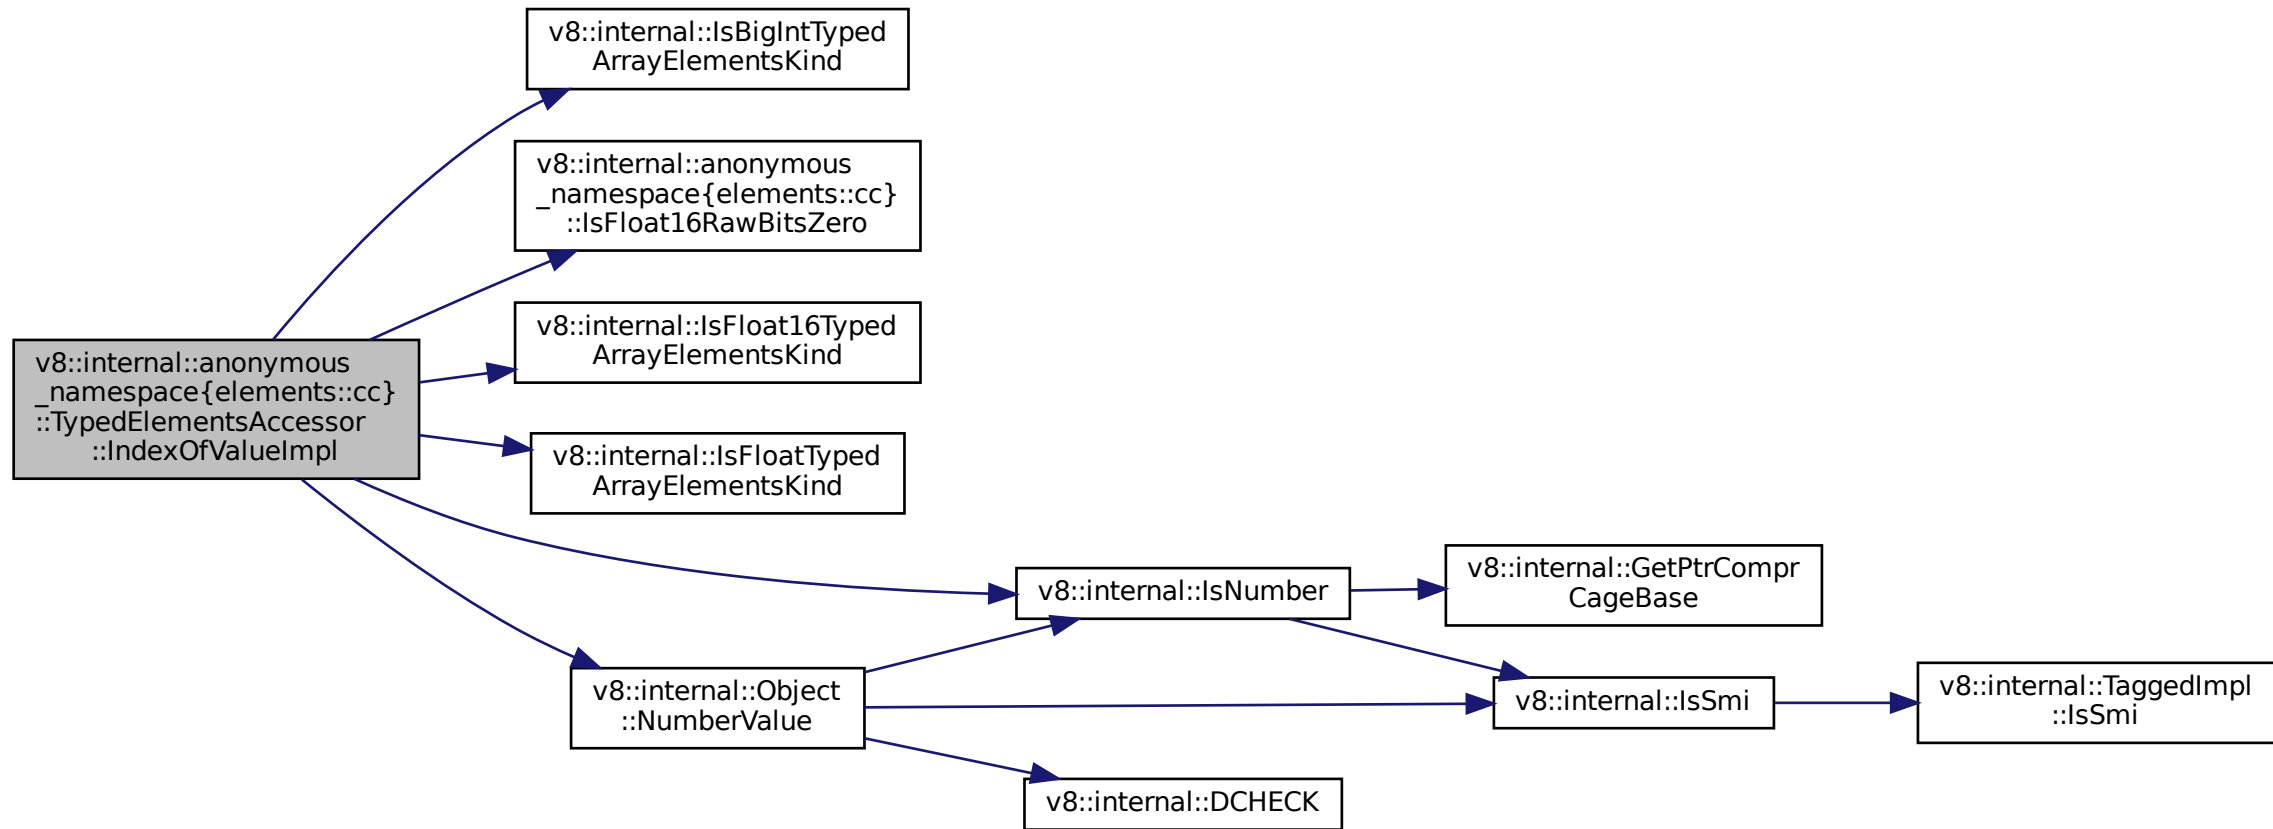 v8::internal::IsBigIntTyped
ArrayElementsKind
v8::internal::anonymous
_namespace{elements::cc}
::IsFloat16RawBitsZero
v8::internal::IsFloat16Typed
ArrayElementsKind
v8::internal::anonymous
_namespace{elements::cc}
::TypedElementsAccessor
::IndexOfValueImpl
v8::internal::IsFloatTyped
ArrayElementsKind
v8::internal::IsNumber
v8::internal::GetPtrCompr
CageBase
v8::internal::Object
::NumberValue
v8::internal::IsSmi
v8::internal::TaggedImpl
::IsSmi
v8::internal::DCHECK